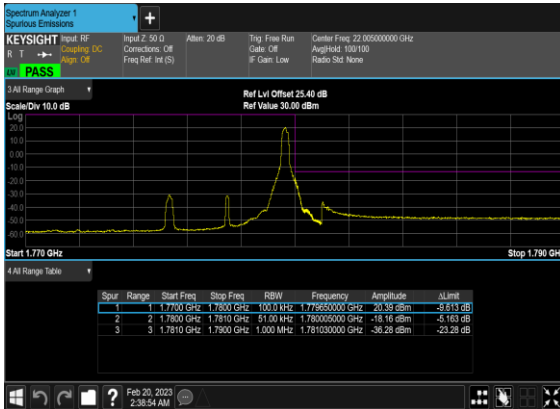 Spectrum Analyzer 1
Spurious Emissions
+
KEYSIGHT Input: RF Input Z: 50 Ω Atten: 20 dB Trig: Free Run Center Freq: 22.005000000 GHz
R T Coupling: DC Corrections: Off Gate: Off Avg|Hold: 100/100
Align: Off Freq Ref: Int (S) IF Gain: Low Radio Std: None
PASS
3 All Range Graph
Ref Lvl Offset 25.40 dB
Scale/Div 10.0 dB Ref Value 30.00 dBm
Log
20.0
10.0
0.00
-10.0
-20.0
-30.0
-40.0
-50.0
-60.0
Start 1.770 GHz Stop 1.790 GH
4 All Range Table
Spur Range Start Freq Stop Freq RBW Frequency Amplitude ΔLimit
1 1 1.7700 GHz 1.7800 GHz 100.0 kHz 1.779650000 GHz 20.39 dBm -9.613 dB
2 2 1.7800 GHz 1.7810 GHz 51.00 kHz 1.780005000 GHz -18.16 dBm -5.163 dB
3 3 1.7810 GHz 1.7900 GHz 1.000 MHz 1.781030000 GHz -36.28 dBm -23.28 dB
? Feb 20, 2023
2:38:54 AM